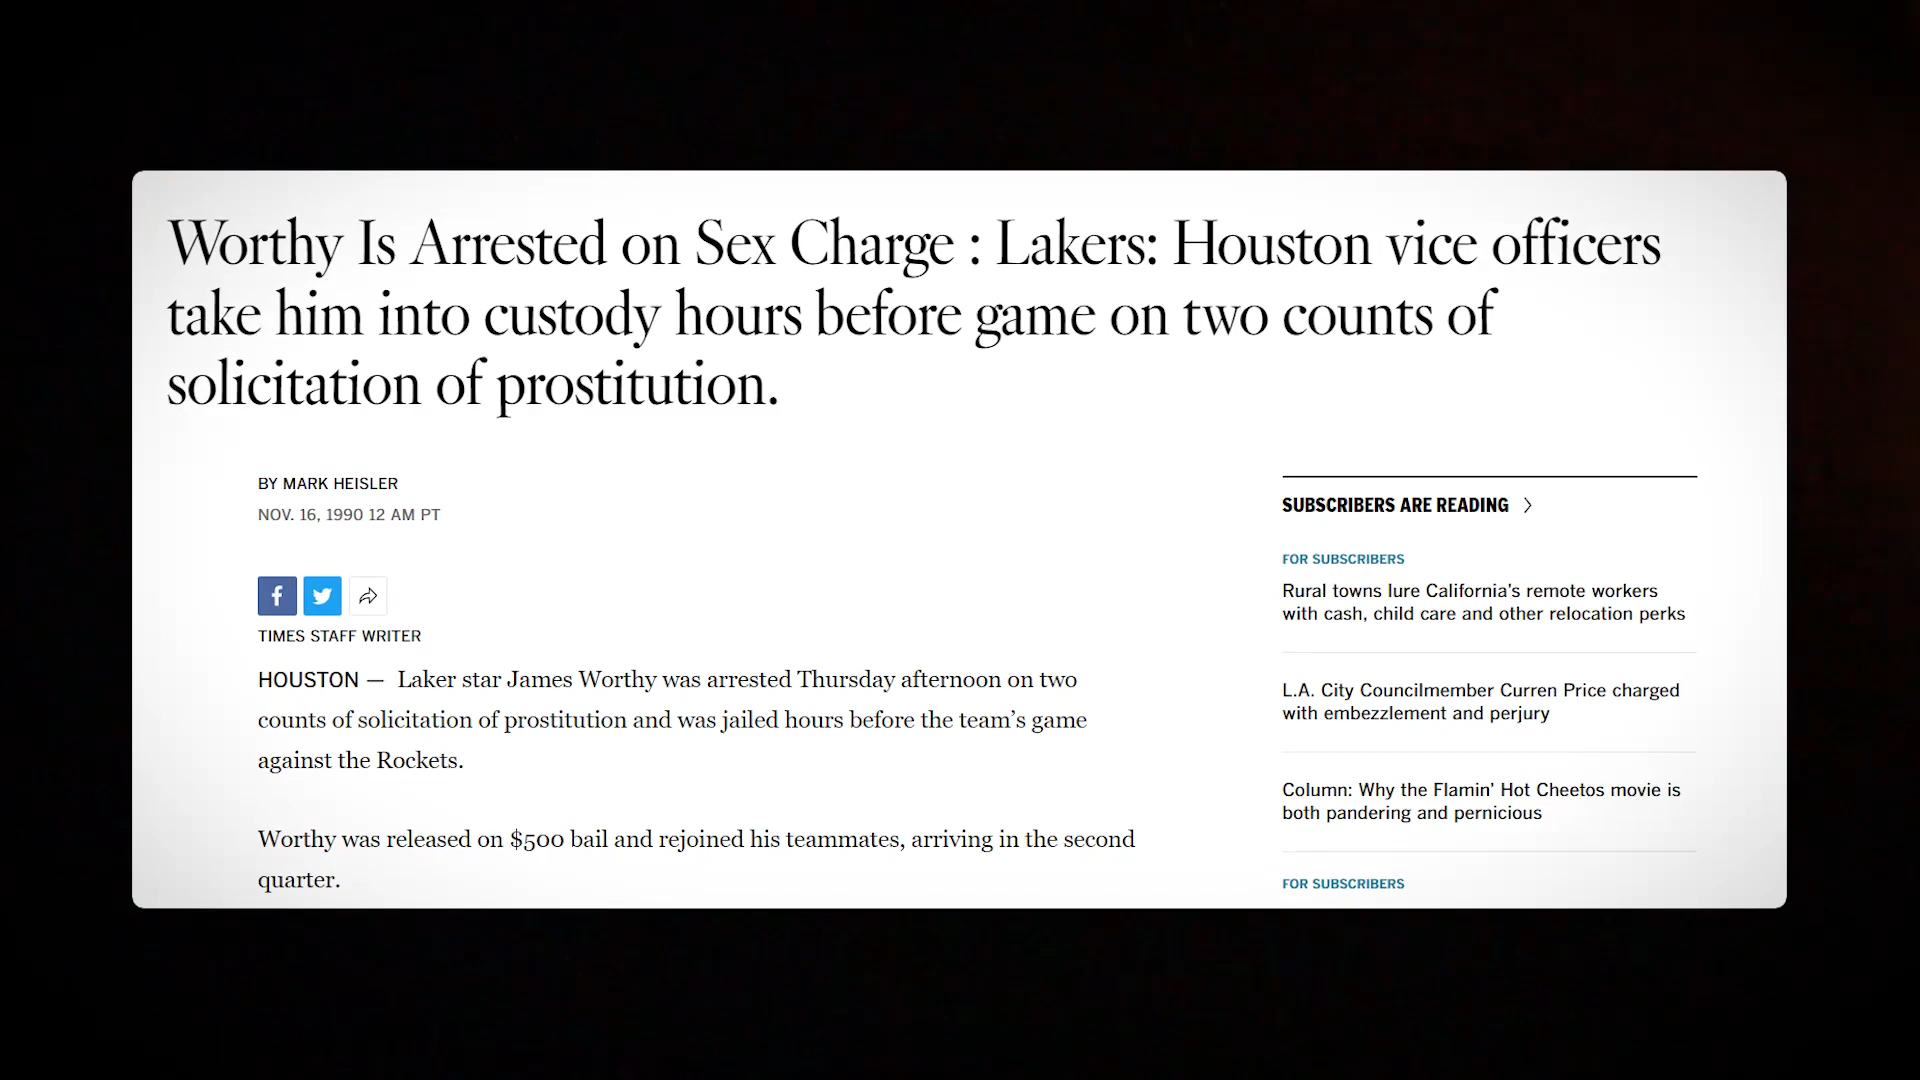 Worthy Is Arrested on Sex Charge : Lakers: Houston vice officers
take him into custody hours before game on two counts of
solicitation of prostitution.
BY MARK HEISLER
NOV. 16, 1990 12 AM PT
TIMES STAFF WRITER
HOUSTON — Laker star James Worthy was arrested Thursday afternoon on two
counts of solicitation of prostitution and was jailed hours before the team’s game
against the Rockets.
Worthy was released on $500 bail and rejoined his teammates, arriving in the second
quarter.
SUBSCRIBERS ARE READING
FOR SUBSCRIBERS
Rural towns lure California’s remote workers
with cash, child care and other relocation perks
L.A. City Councilmember Curren Price charged
with embezzlement and perjury
Column: Why the Flamin’ Hot Cheetos movie is
both pandering and pernicious
FOR SUBSCRIBERS